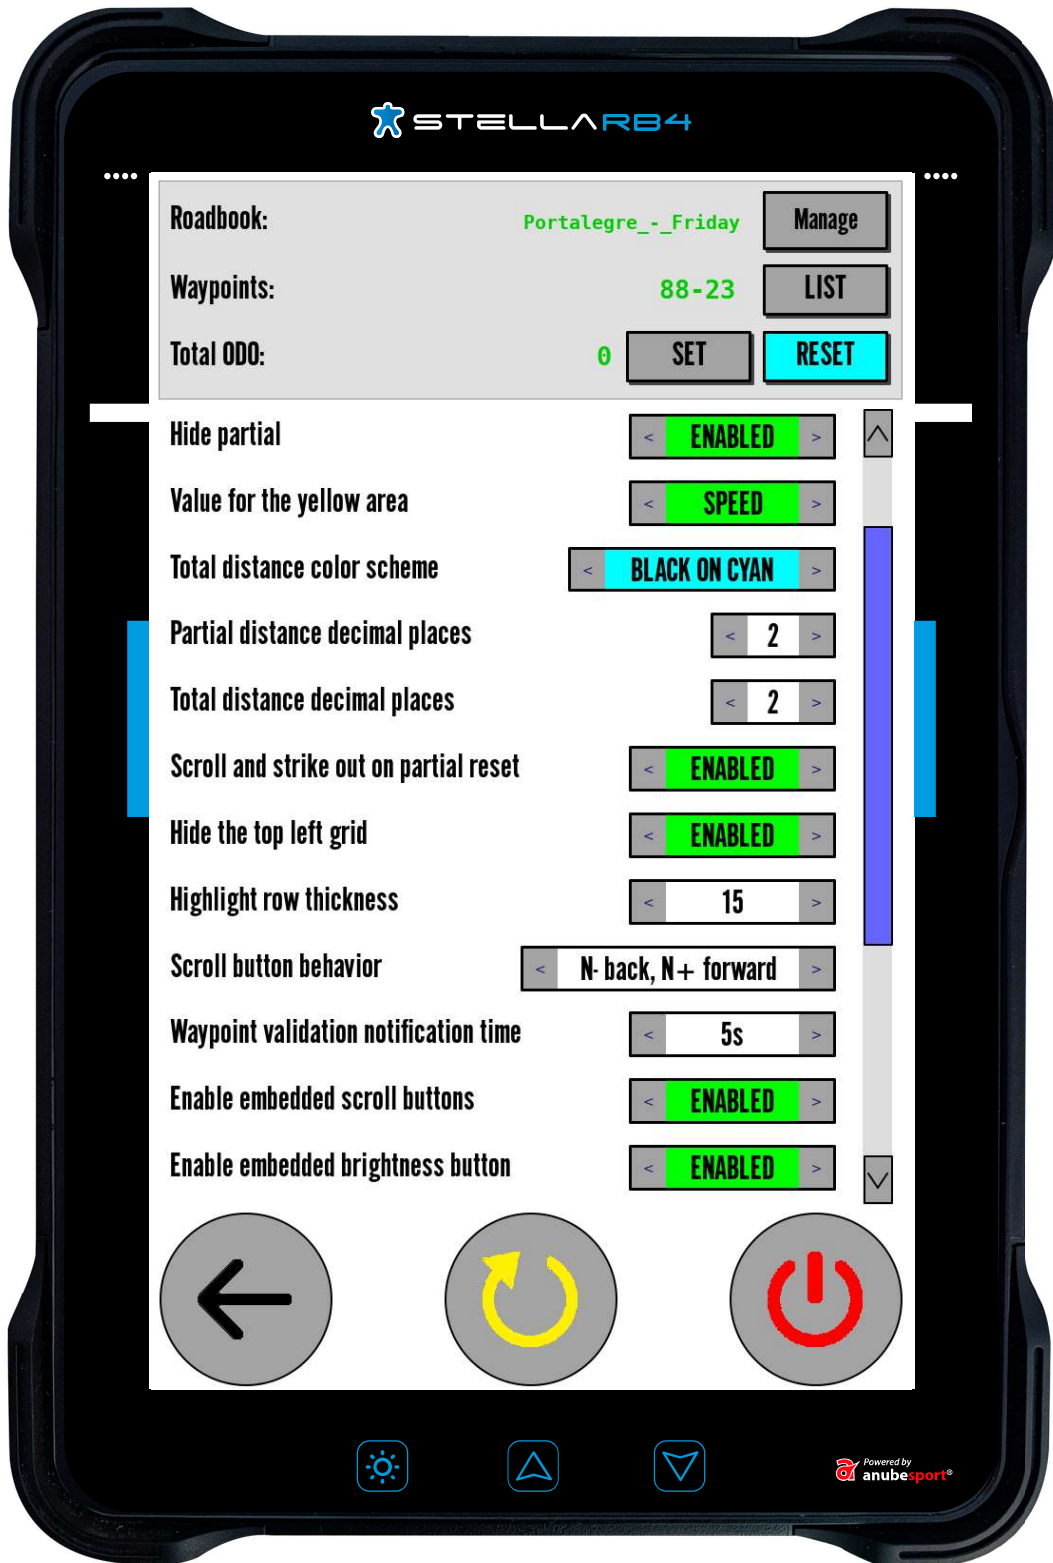 STELLARB4
Roadbook: Portalegre_-_Friday Manage
Waypoints: 88-23 LIST
Total ODO: 0 SET RESET
Hide partial < ENABLED >
Value for the yellow area < SPEED >
Total distance color scheme < BLACK ON CYAN >
Partial distance decimal places < 2 >
Total distance decimal places < 2 >
Scroll and strike out on partial reset < ENABLED >
Hide the top left grid < ENABLED >
Highlight row thickness < 15 >
Scroll button behavior < N- back, N+ forward >
Waypoint validation notification time < 5s >
Enable embedded scroll buttons < ENABLED >
Enable embedded brightness button < ENABLED >
Powered by
anubesport®